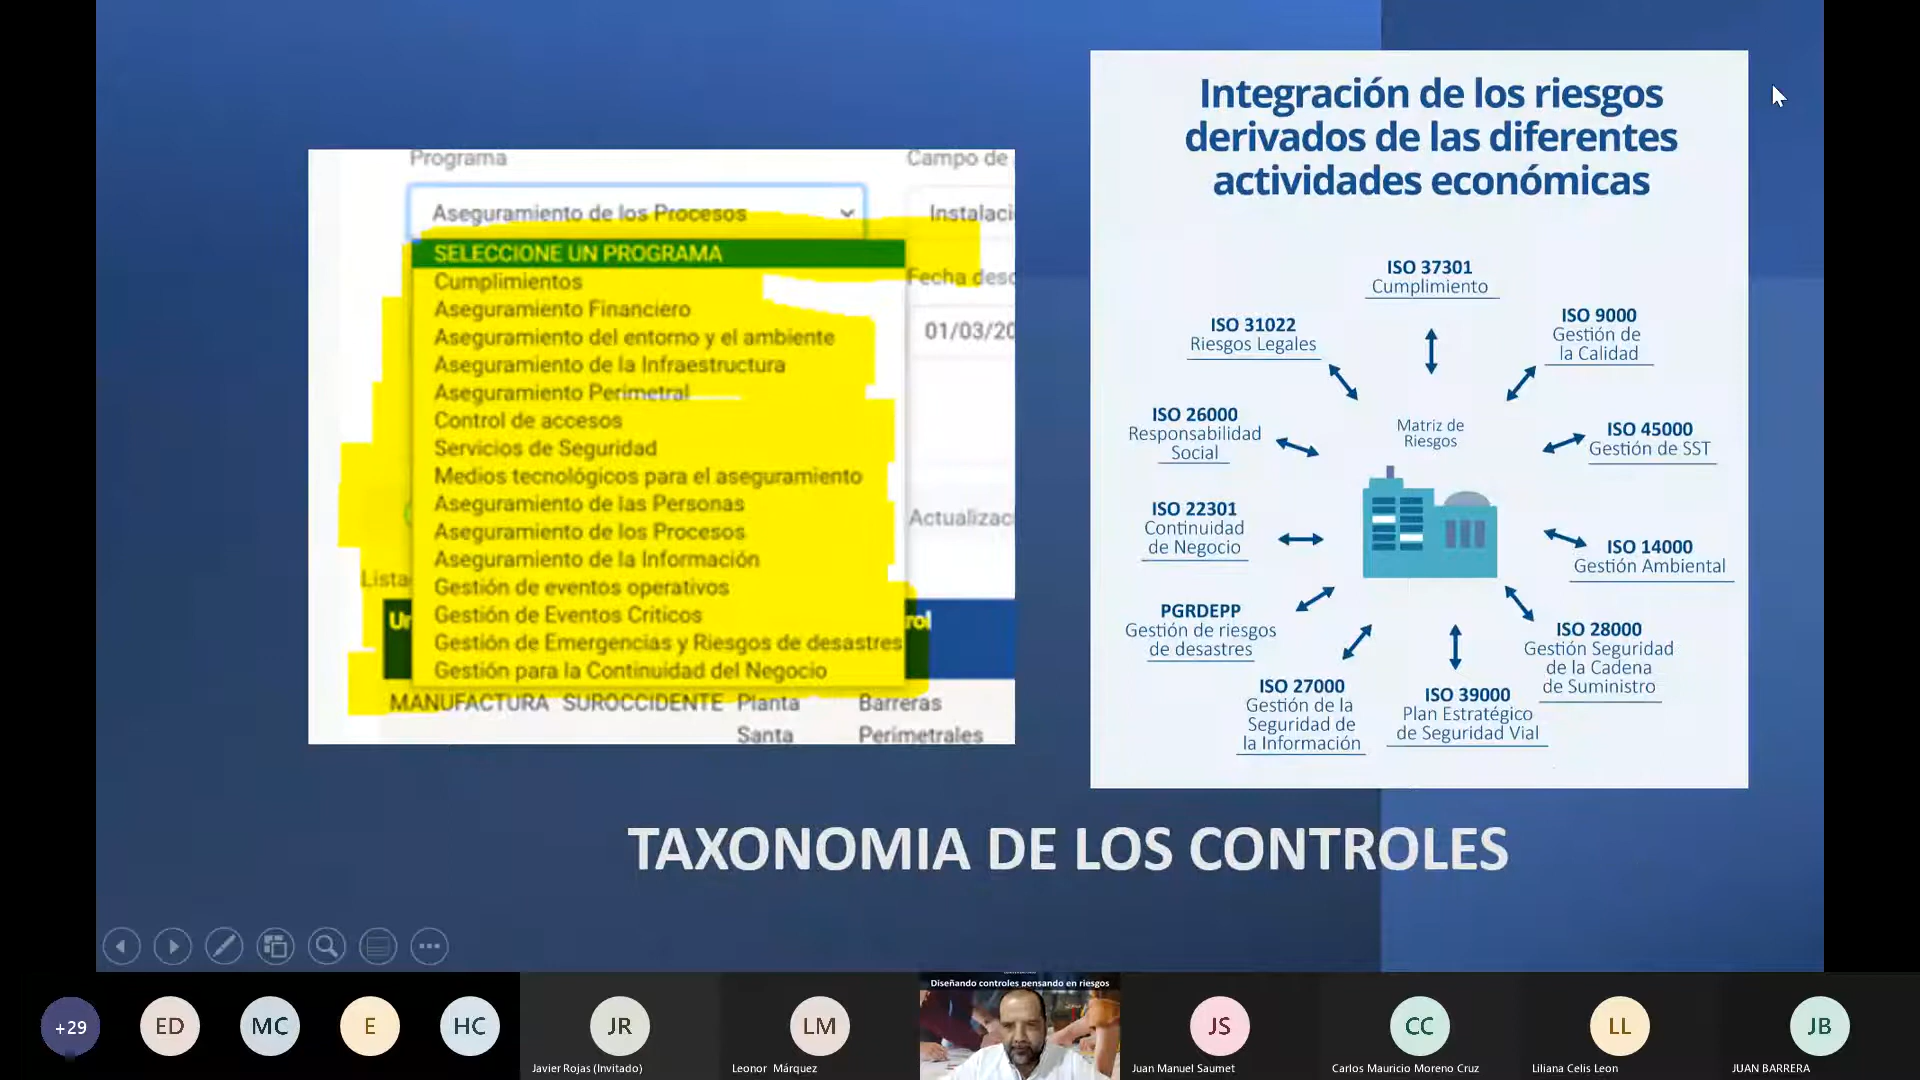 Programa
Campo de
Aseguramiento de los Procesos
Instalaci
SELECCIONE UN PROGRAMA
Cumplimientos
Fecha desc
Aseguramiento Financiero
01/03/20
Aseguramiento del entorno y el ambiente
Aseguramiento de la Infraestructura
Aseguramiento Perimetral
Control de accesos
Servicios de Seguridad
Medios tecnológicos para el aseguramiento
Aseguramiento de las Personas
Actualizac
Aseguramiento de los Procesos
Aseguramiento de la Información
Lista
Gestión de eventos operativos
Gestión de Eventos Criticos
Ur
rol
Gestión de Emergencias y Riesgos de desastres
Gestión para la Continuidad del Negocio
MANUFACTURA SUROCCIDENTE Planta Barreras
Santa Perimetrales
Integración de los riesgos
derivados de las diferentes
actividades económicas
ISO 37301
Cumplimiento
ISO 9000
Gestión de
la Calidad
ISO 31022
Riesgos Legales
ISO 26000
Responsabilidad
Social
Matriz de
Riesgos
ISO 45000
Gestión de SST
ISO 22301
Continuidad
de Negocio
ISO 14000
Gestión Ambiental
PGRDEPP
Gestión de riesgos
de desastres
ISO 28000
Gestión Seguridad
de la Cadena
de Suministro
ISO 27000
Gestión de la
Seguridad de
la Información
ISO 39000
Plan Estratégico
de Seguridad Vial
TAXONOMIA DE LOS CONTROLES
+29
ED
MC
E
HC
JR
Javier Rojas (Invitado)
LM
Leonor Márquez
Diseñando controles pensando en riesgos
JS
Juan Manuel Saumet
CC
Carlos Mauricio Moreno Cruz
LL
Liliana Celis Leon
JB
JUAN BARRERA